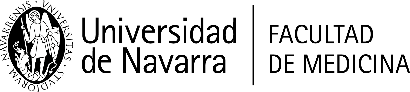 Universidad
de Navarra
FACULTAD
DE MEDICINA